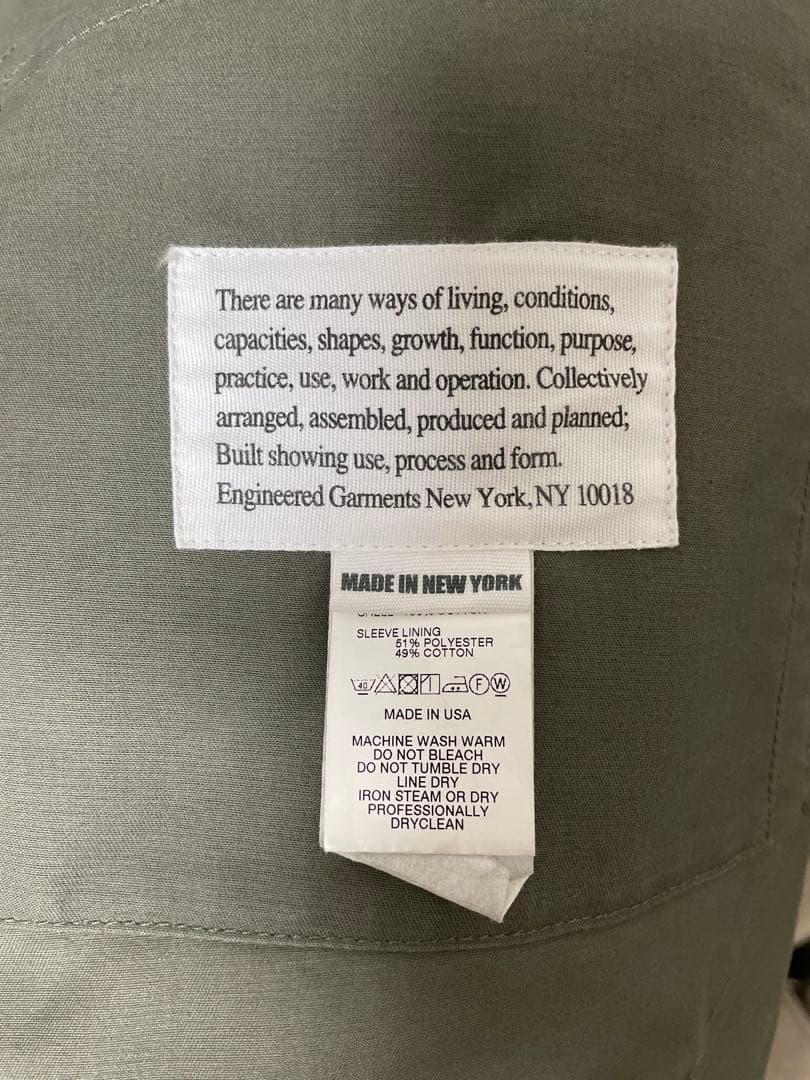 There are many ways of living, conditions,
capacities, shapes, growth, function, purpose,
practice, use, work and operation. Collectively
arranged, assembled, produced and planned;
Built showing use, process and form.
Engineered Garments New York, NY 10018
MADE IN NEW YORK
SLEEVE LINING
51% POLYESTER
49% COTTON
40 F W
MADE IN USA
MACHINE WASH WARM
DO NOT BLEACH
DO NOT TUMBLE DRY
LINE DRY
IRON STEAM OR DRY
PROFESSIONALLY
DRYCLEAN